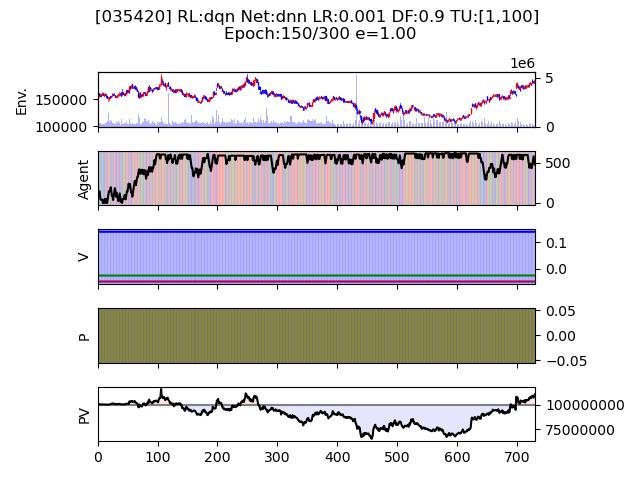 [035420] RL:dqn Net:dnn LR:0.001 DF:0.9 TU:[1,100]
Epoch:150/300 e=1.00
1e6
Env.
150000
100000
5
0
Agent
500
0
V
0.1
0.0
P
0.05
0.00
−0.05
PV
100000000
75000000
0 100 200 300 400 500 600 700